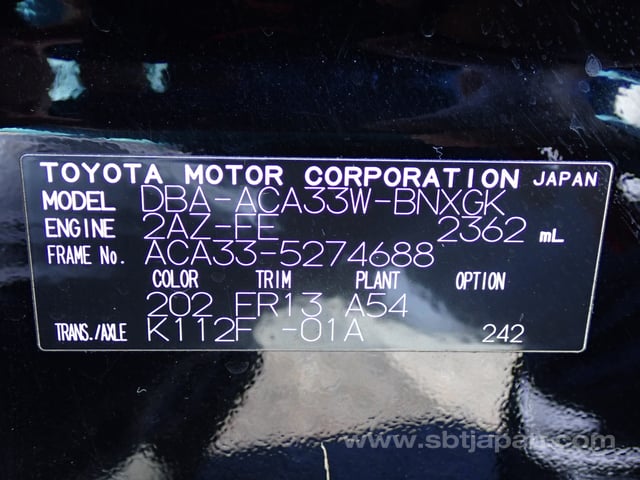 TOYOTA MOTOR CORPORATION JAPAN
MODEL DBA-ACA33W-BNXGK
ENGINE 2AZ-FE 2362 mL
FRAME No. ACA33-5274688
COLOR TRIM PLANT OPTION
202 FR13 A54
TRANS./AXLE K112F -01A 242
www.sbtjapan.com